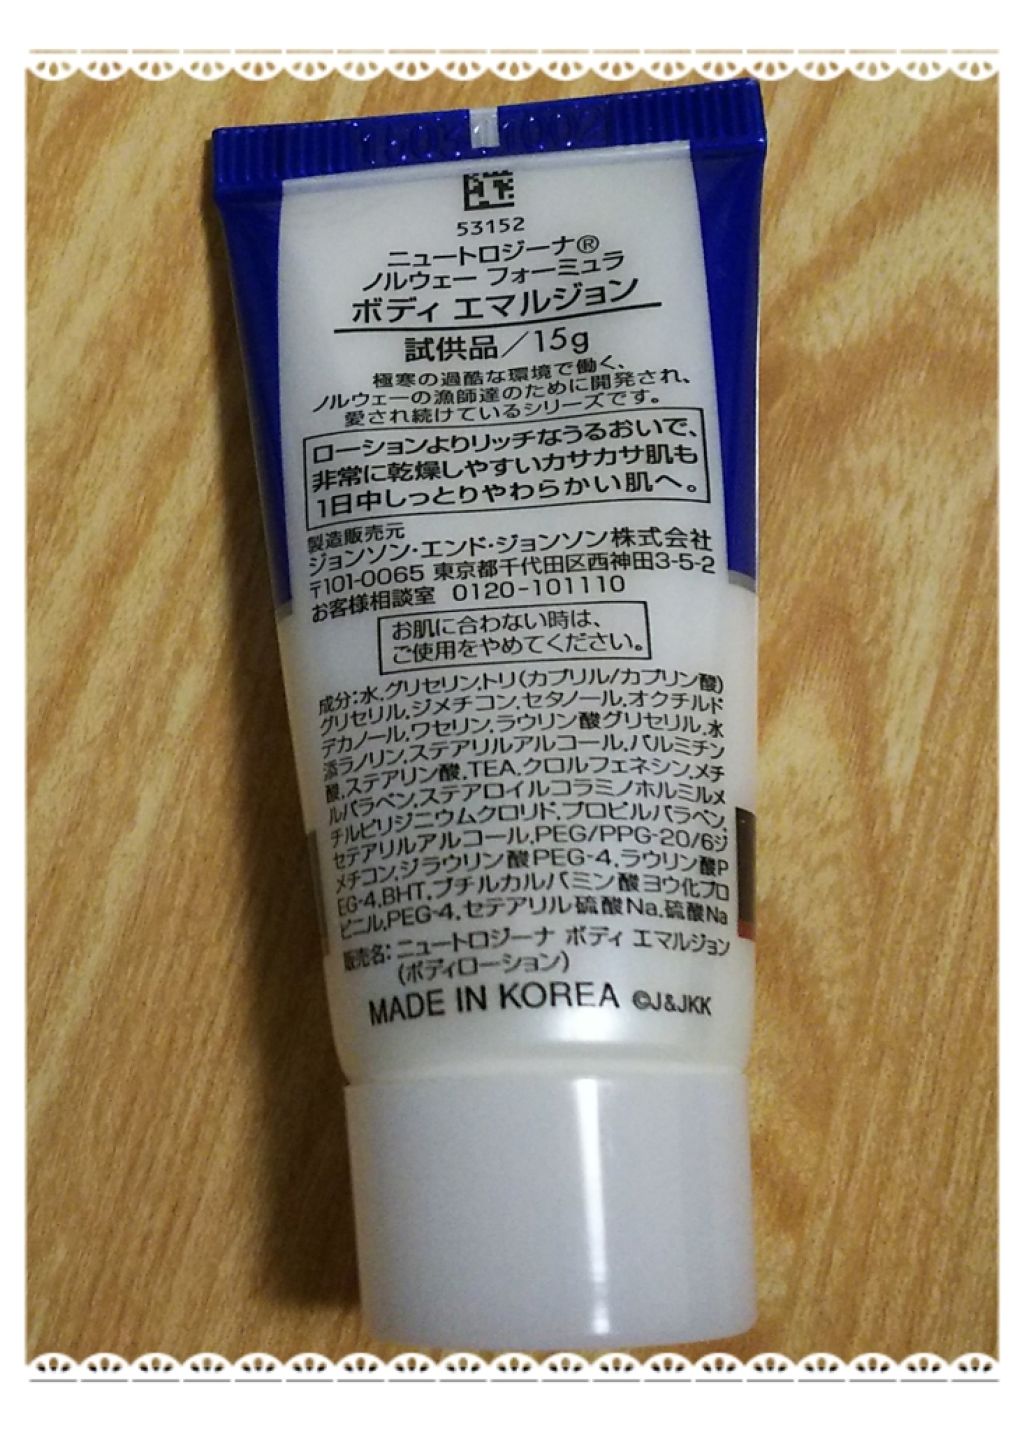 53152
ニュートロジーナ®
ノルウェー フォーミュラ
ボディ エマルジョン
試供品／15g
極寒の過酷な環境で働く、
ノルウェーの漁師達のために開発され、
愛され続けているシリーズです。
ローションよりリッチなうるおいで、
非常に乾燥しやすいカサカサ肌も
1日中しっとりやわらかい肌へ。
製造販売元
ジョンソン・エンド・ジョンソン株式会社
〒101-0065 東京都千代田区西神田3-5-2
お客様相談室 0120-101110
お肌に合わない時は、
ご使用をやめてください。
成分：水,グリセリン,トリ(カプリル/カプリン酸)
グリセリル,ジメチコン,セタノール,オクチルド
デカノール,ワセリン,ラウリン酸グリセリル,水
添ラノリン,ステアリルアルコール,パルミチン
酸,ステアリン酸,TEA,クロルフェネシン,メチ
ルパラベン,ステアロイルコラミノホルミルメ
チルピリジニウムクロリド,プロピルパラベン,
セテアリルアルコール,PEG/PPG-20/6ジ
メチコン,ジラウリン酸PEG-4,ラウリン酸P
EG-4,BHT,ブチルカルバミン酸ヨウ化プロ
ピニル,PEG-4,セテアリル硫酸Na,硫酸Na
販売名：ニュートロジーナ ボディ エマルジョン
(ボディローション)
MADE IN KOREA ©J&JKK